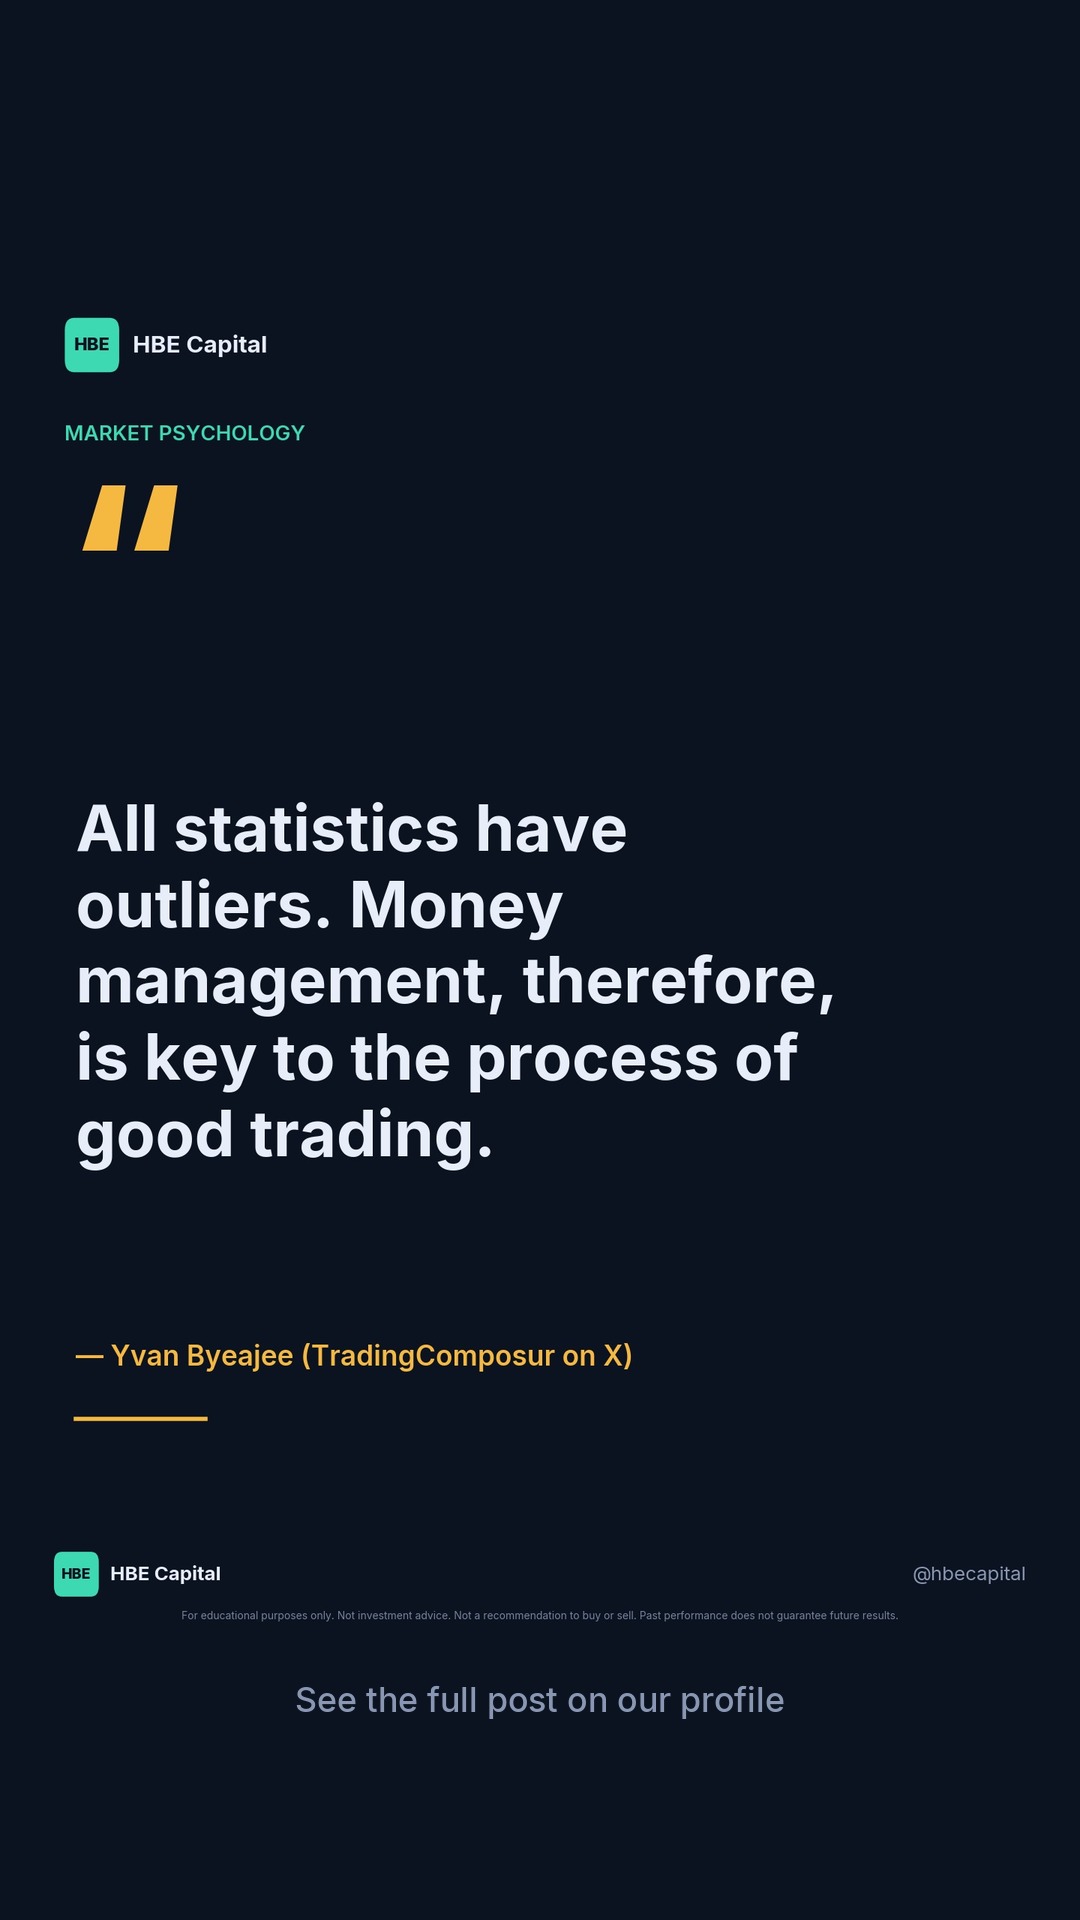 HBE HBE Capital
MARKET PSYCHOLOGY
"
All statistics have
outliers. Money
management, therefore,
is key to the process of
good trading.
— Yvan Byeajee (TradingComposur on X)
HBE HBE Capital @hbecapital
For educational purposes only. Not investment advice. Not a recommendation to buy or sell. Past performance does not guarantee future results.
See the full post on our profile